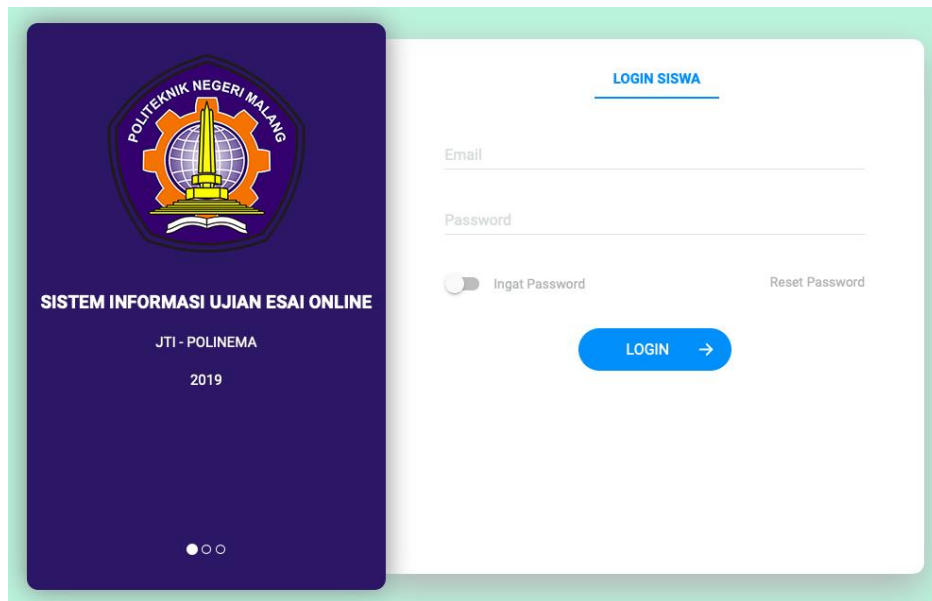 POLITEKNIK NEGERI MALANG
SISTEM INFORMASI UJIAN ESAI ONLINE
JTI - POLINEMA
2019
LOGIN SISWA
Email
Password
Ingat Password
Reset Password
LOGIN